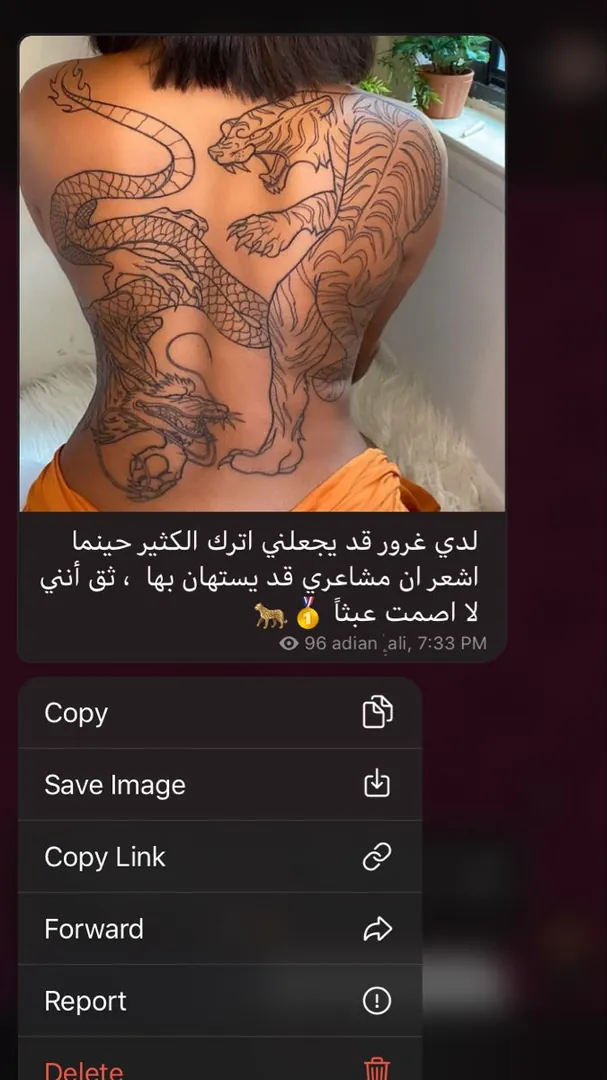 لدي غرور قد يجعلني اترك الكثير حينما
اشعر ان مشاعري قد يستهان بها ، ثق أنني
لا اصمت عبثاً 🥇🐆
96 adian ٜali, 7:33 PM
Copy
Save Image
Copy Link
Forward
Report
Delete